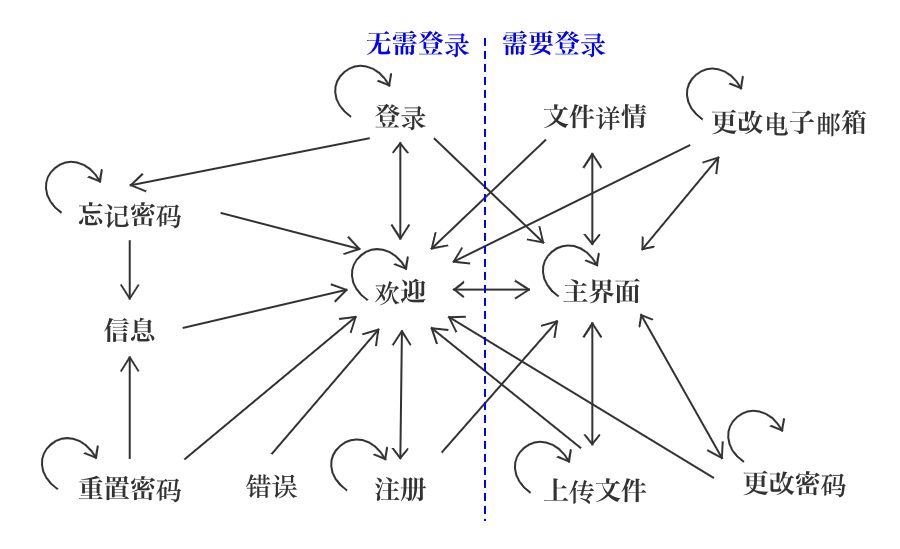 无需登录
需要登录
登录
文件详情
更改电子邮箱
忘记密码
欢迎
主界面
信息
重置密码
错误
注册
上传文件
更改密码